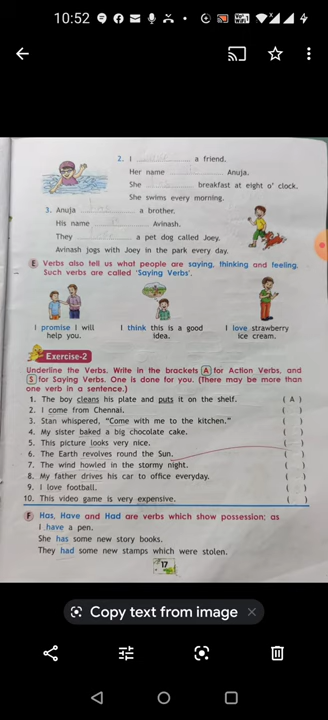 10:52
2. I a friend.
Her name Anuja.
She breakfast at eight o' clock.
She swims every morning.
3. Anuja a brother.
His name Avinash.
They a pet dog called Joey.
Avinash jogs with Joey in the park every day.
E Verbs also tell us what people are saying, thinking and feeling.
Such verbs are called 'Saying Verbs'.
I promise I will help you.
I think this is a good idea.
I love strawberry ice cream.
Exercise-2
Underline the Verbs. Write in the brackets A for Action Verbs, and
S for Saying Verbs. One is done for you. (There may be more than
one verb in a sentence.)
1. The boy cleans his plate and puts it on the shelf. ( A )
2. I come from Chennai. ( )
3. Stan whispered, "Come with me to the kitchen." ( )
4. My sister baked a big chocolate cake. ( )
5. This picture looks very nice. ( )
6. The Earth revolves round the Sun. ( )
7. The wind howled in the stormy night. ( )
8. My father drives his car to office everyday. ( )
9. I love football. ( )
10. This video game is very expensive. ( )
F Has, Have and Had are verbs which show possession; as
I have a pen.
She has some new story books.
They had some new stamps which were stolen.
17
Copy text from image